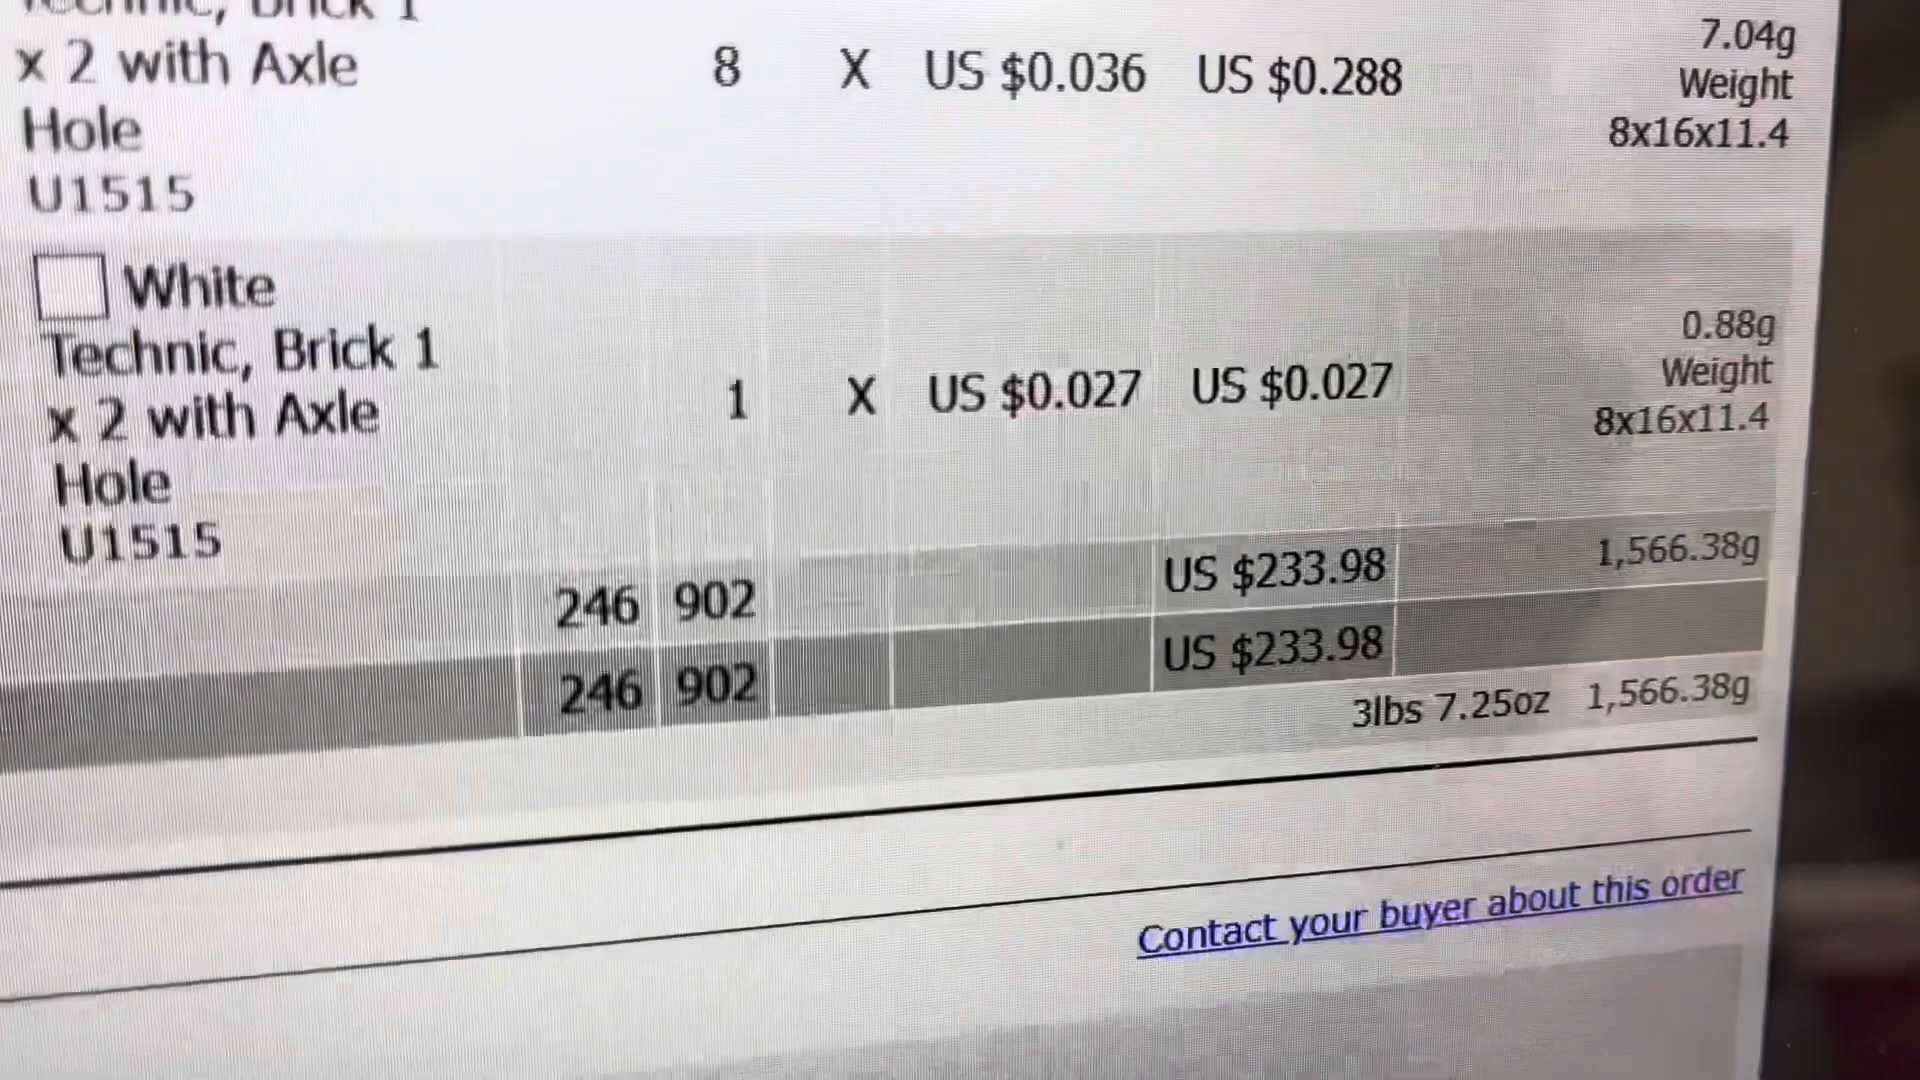 Technic, Brick 1
x 2 with Axle
Hole
U1515
8 X US $0.036 US $0.288
7.04g
Weight
8x16x11.4
White
Technic, Brick 1
x 2 with Axle
Hole
U1515
1 X US $0.027 US $0.027
0.88g
Weight
8x16x11.4
246 902 US $233.98 1,566.38g
246 902 US $233.98
3lbs 7.25oz 1,566.38g
Contact your buyer about this order